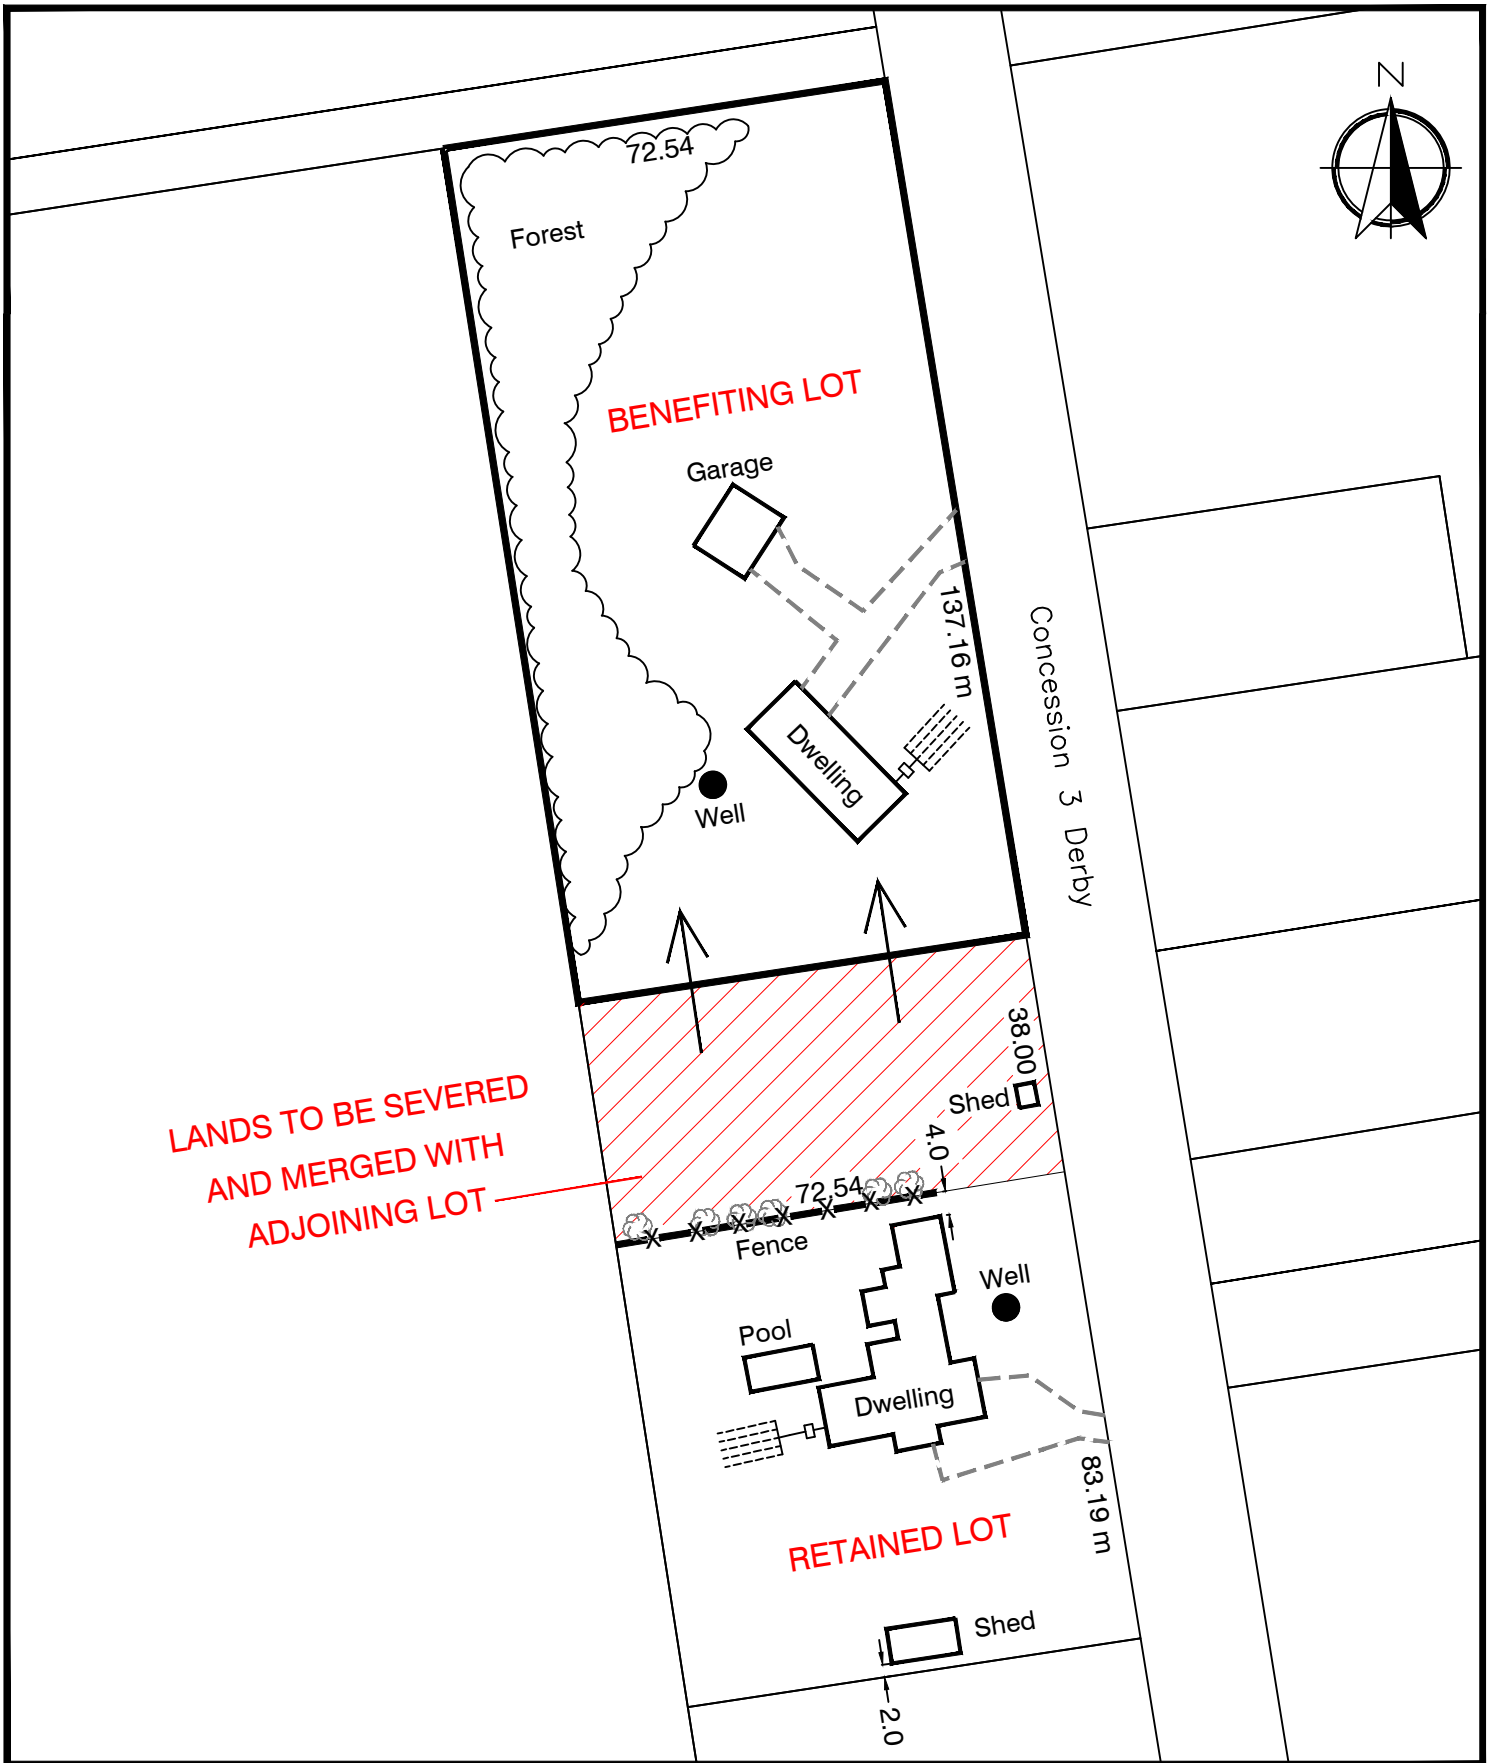 N
72.54
Forest
BENEFITING LOT
Garage
137.16 m
Concession 3 Derby
Dwelling
Well
38.00
Shed
4.0
LANDS TO BE SEVERED
AND MERGED WITH
ADJOINING LOT
72.54
X X X X X X X
Fence
Well
Pool
Dwelling
83.19 m
RETAINED LOT
Shed
2.0